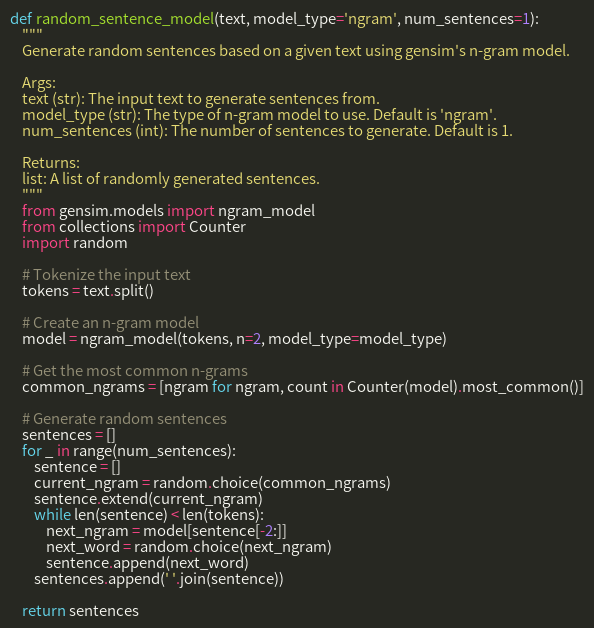 def random_sentence_model(text, model_type='ngram', num_sentences=1):
    """
    Generate random sentences based on a given text using gensim's n-gram model.

    Args:
    text (str): The input text to generate sentences from.
    model_type (str): The type of n-gram model to use. Default is 'ngram'.
    num_sentences (int): The number of sentences to generate. Default is 1.

    Returns:
    list: A list of randomly generated sentences.
    """
    from gensim.models import ngram_model
    from collections import Counter
    import random

    # Tokenize the input text
    tokens = text.split()

    # Create an n-gram model
    model = ngram_model(tokens, n=2, model_type=model_type)

    # Get the most common n-grams
    common_ngrams = [ngram for ngram, count in Counter(model).most_common()]

    # Generate random sentences
    sentences = []
    for _ in range(num_sentences):
        sentence = []
        current_ngram = random.choice(common_ngrams)
        sentence.extend(current_ngram)
        while len(sentence) < len(tokens):
            next_ngram = model[sentence[-2:]]
            next_word = random.choice(next_ngram)
            sentence.append(next_word)
        sentences.append(' '.join(sentence))

    return sentences